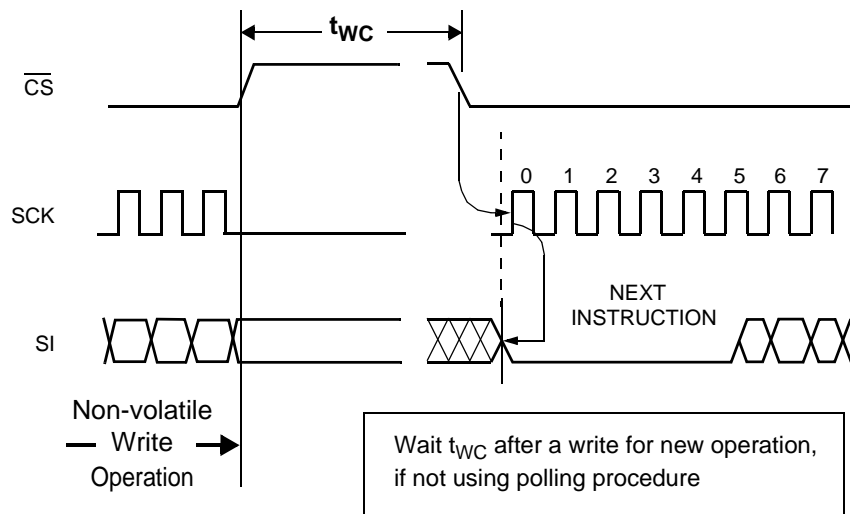 tWC
CS
SCK
0 1 2 3 4 5 6 7
SI
NEXT
INSTRUCTION
Non-volatile
Write
Operation
Wait tWC after a write for new operation,
if not using polling procedure